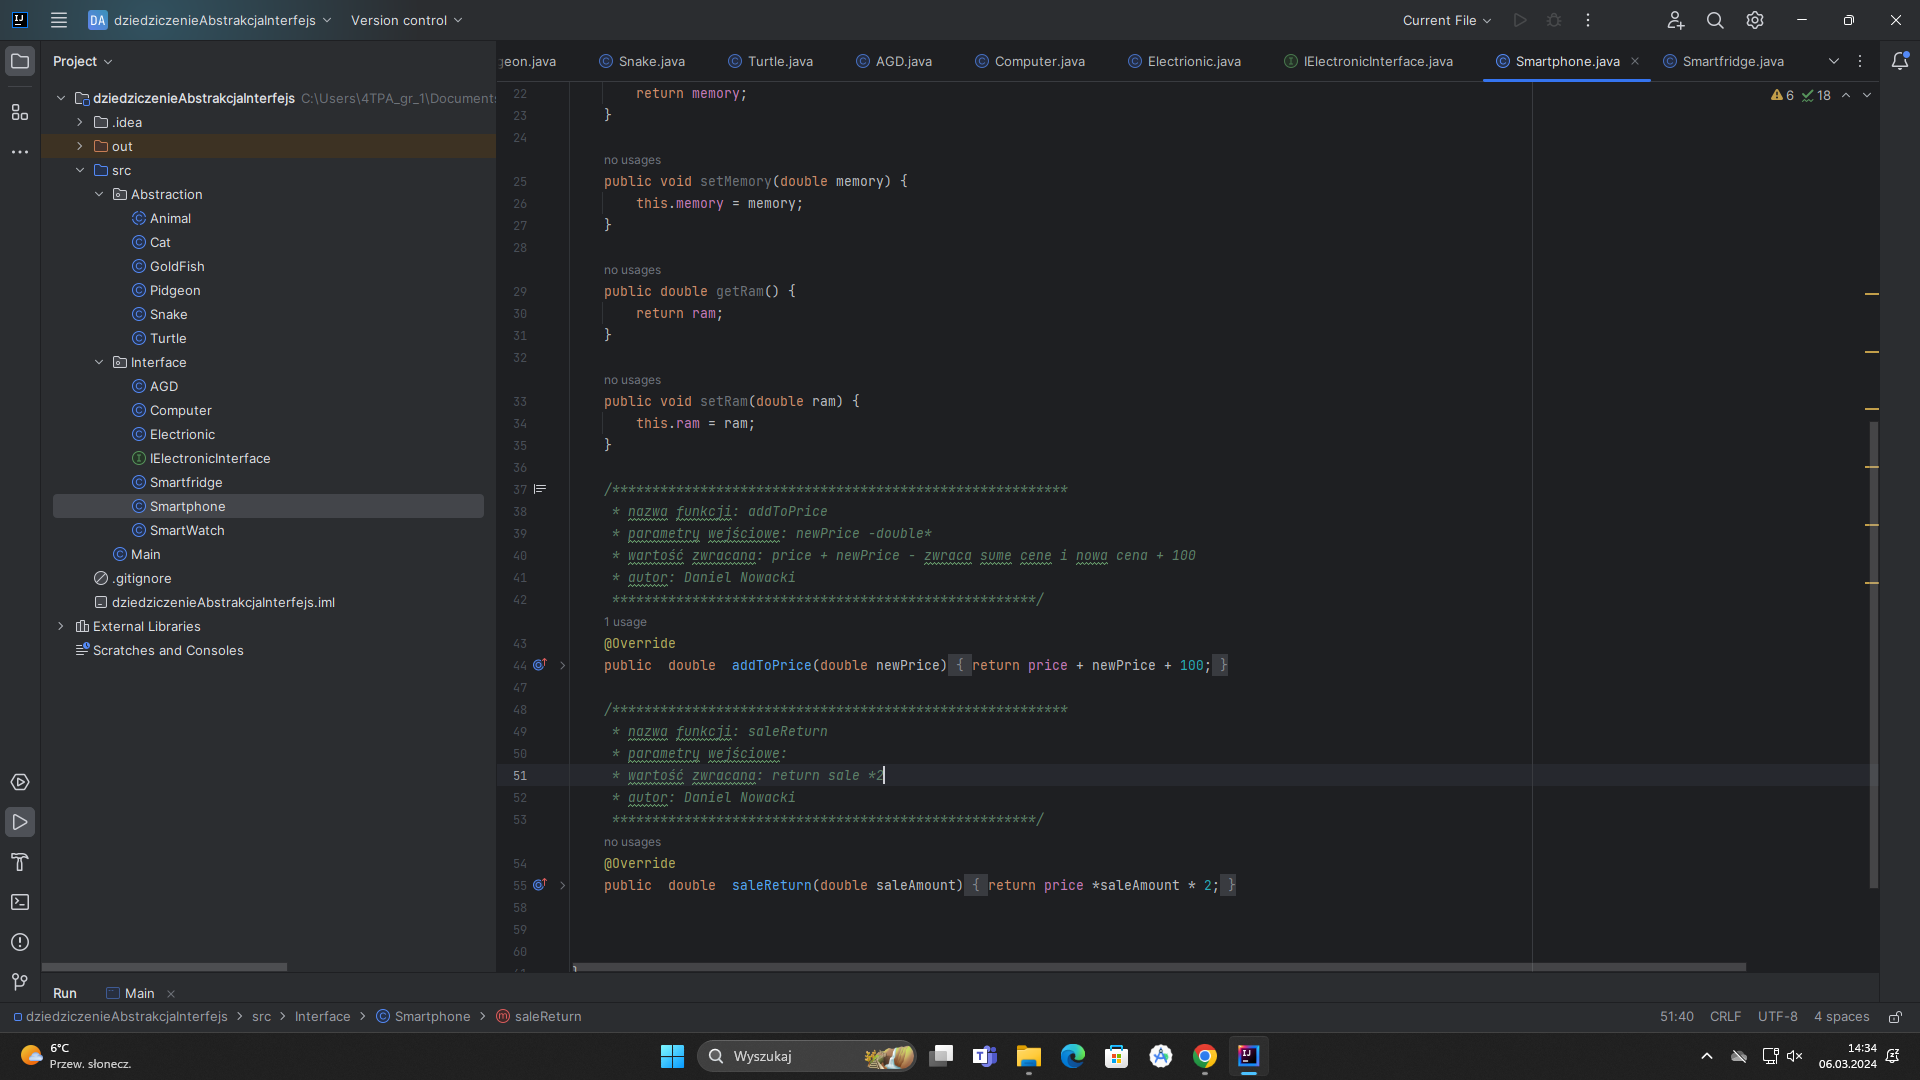 DA dziedziczenieAbstrakcjaInterfejs Version control Current File
Project
eon.java Snake.java Turtle.java AGD.java Computer.java Electrionic.java IElectronicInterface.java Smartphone.java Smartfridge.java
dziedziczenieAbstrakcjaInterfejs C:\Users\4TPA_gr_1\Documents
.idea
out
src
Abstraction
Animal
Cat
GoldFish
Pidgeon
Snake
Turtle
Interface
AGD
Computer
Electrionic
IElectronicInterface
Smartfridge
Smartphone
SmartWatch
Main
.gitignore
dziedziczenieAbstrakcjaInterfejs.iml
External Libraries
Scratches and Consoles
6 18
22 return memory;
23 }
24
no usages
25 public void setMemory(double memory) {
26 this.memory = memory;
27 }
28
no usages
29 public double getRam() {
30 return ram;
31 }
32
no usages
33 public void setRam(double ram) {
34 this.ram = ram;
35 }
36
37 /*********************************************************
38 * nazwa funkcji: addToPrice
39 * parametry wejściowe: newPrice -double*
40 * wartość zwracana: price + newPrice - zwraca sume cene i nowa cena + 100
41 * autor: Daniel Nowacki
42 *****************************************************/
1 usage
43 @Override
44 public double addToPrice(double newPrice) { return price + newPrice + 100; }
47
48 /*********************************************************
49 * nazwa funkcji: saleReturn
50 * parametry wejściowe:
51 * wartość zwracana: return sale *2
52 * autor: Daniel Nowacki
53 *****************************************************/
no usages
54 @Override
55 public double saleReturn(double saleAmount) { return price *saleAmount * 2; }
58
59
60
Run Main
dziedziczenieAbstrakcjaInterfejs > src > Interface > Smartphone > saleReturn
51:40 CRLF UTF-8 4 spaces
6°C
Przew. słonecz.
Wyszukaj
14:34
06.03.2024